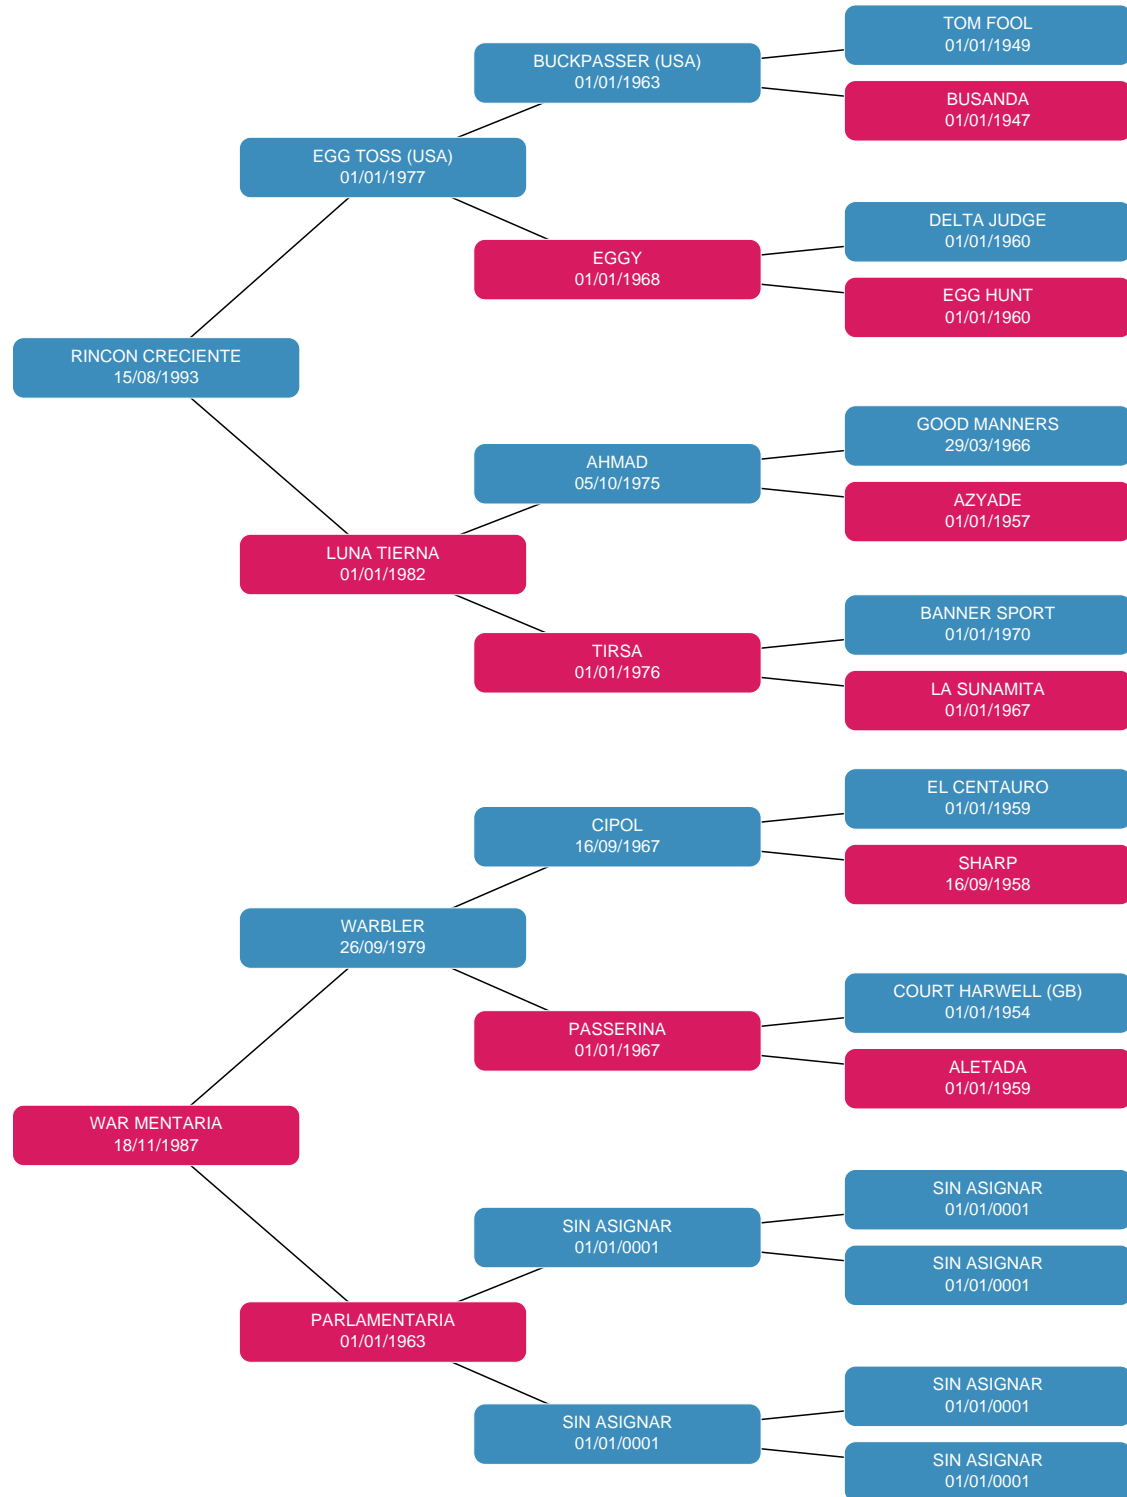 TOM FOOL
01/01/1949
BUCKPASSER (USA)
01/01/1963
BUSANDA
01/01/1947
EGG TOSS (USA)
01/01/1977
DELTA JUDGE
01/01/1960
EGGY
01/01/1968
EGG HUNT
01/01/1960
RINCON CRECIENTE
15/08/1993
GOOD MANNERS
29/03/1966
AHMAD
05/10/1975
AZYADE
01/01/1957
LUNA TIERNA
01/01/1982
BANNER SPORT
01/01/1970
TIRSA
01/01/1976
LA SUNAMITA
01/01/1967
EL CENTAURO
01/01/1959
CIPOL
16/09/1967
SHARP
16/09/1958
WARBLER
26/09/1979
COURT HARWELL (GB)
01/01/1954
PASSERINA
01/01/1967
ALETADA
01/01/1959
WAR MENTARIA
18/11/1987
SIN ASIGNAR
01/01/0001
SIN ASIGNAR
01/01/0001
SIN ASIGNAR
01/01/0001
PARLAMENTARIA
01/01/1963
SIN ASIGNAR
01/01/0001
SIN ASIGNAR
01/01/0001
SIN ASIGNAR
01/01/0001